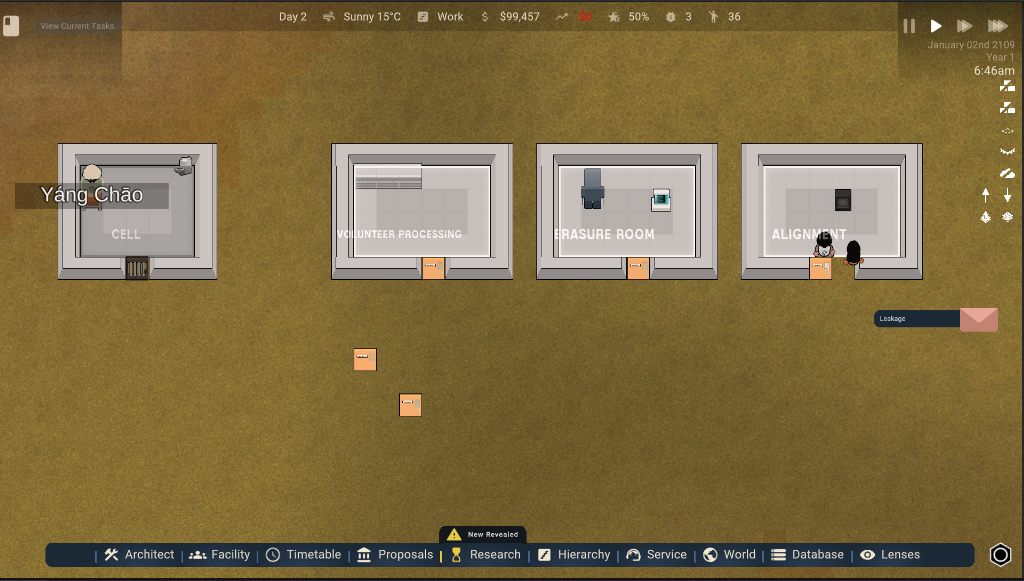 View Current Tasks.
Day 2
Sunny 15°C
Work
$ $99,457
50%
3
36
January 02nd 2109
Year 1
6:46am
Yáng Chāo
CELL
VOLUNTEER PROCESSING
ERASURE ROOM
ALIGNMENT
Leakage
New Revealed
Architect
Facility
Timetable
Proposals
Research
Hierarchy
Service
World
Database
Lenses